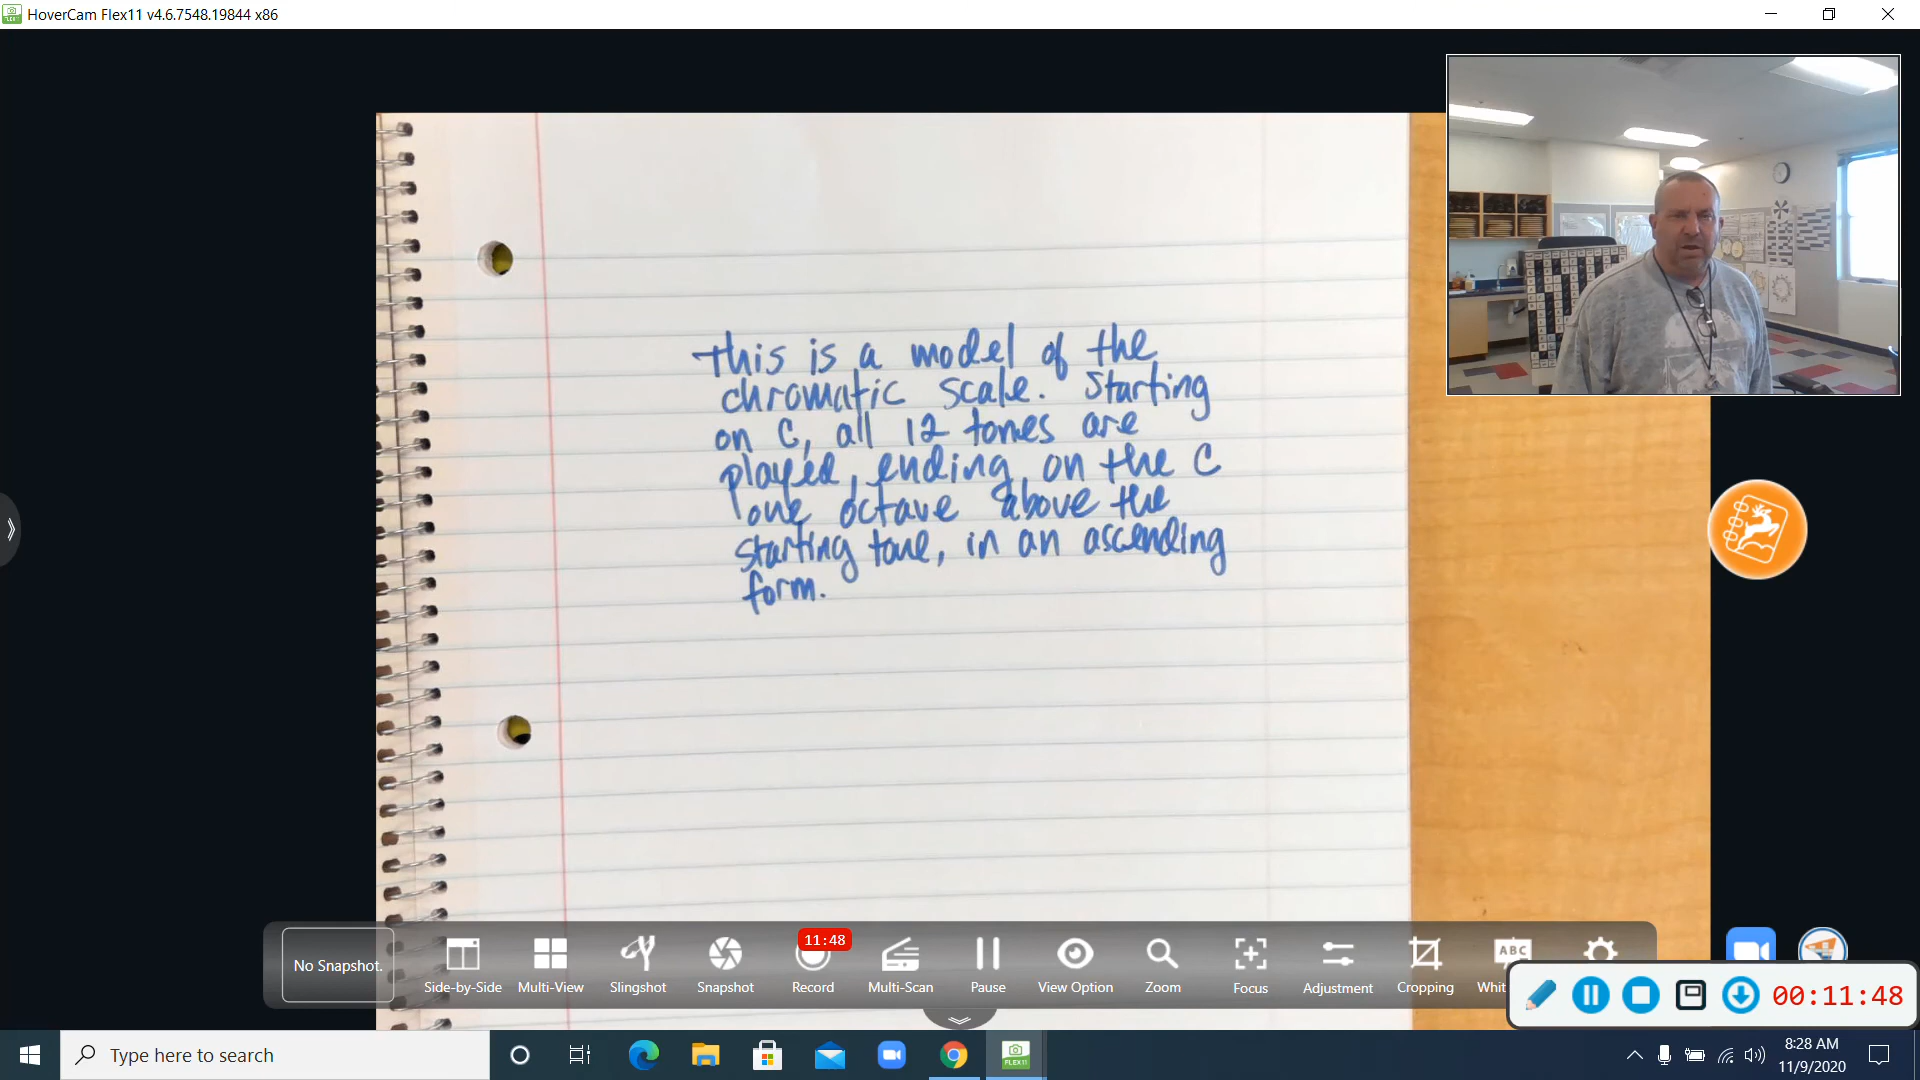 HoverCam Flex11 v4.6.7548.19844 x86
This is a model of the
chromatic scale. Starting
on C, all 12 tones are
played, ending on the C
one octave above the
starting tone, in an ascending
form.
No Snapshot.
Side-by-Side
Multi-View
Slingshot
11:48
Record
Snapshot
Multi-Scan
Pause
View Option
Zoom
Focus
Adjustment
Cropping
ABC
Whit
00:11:48
Type here to search
FLEX11
8:28 AM
11/9/2020